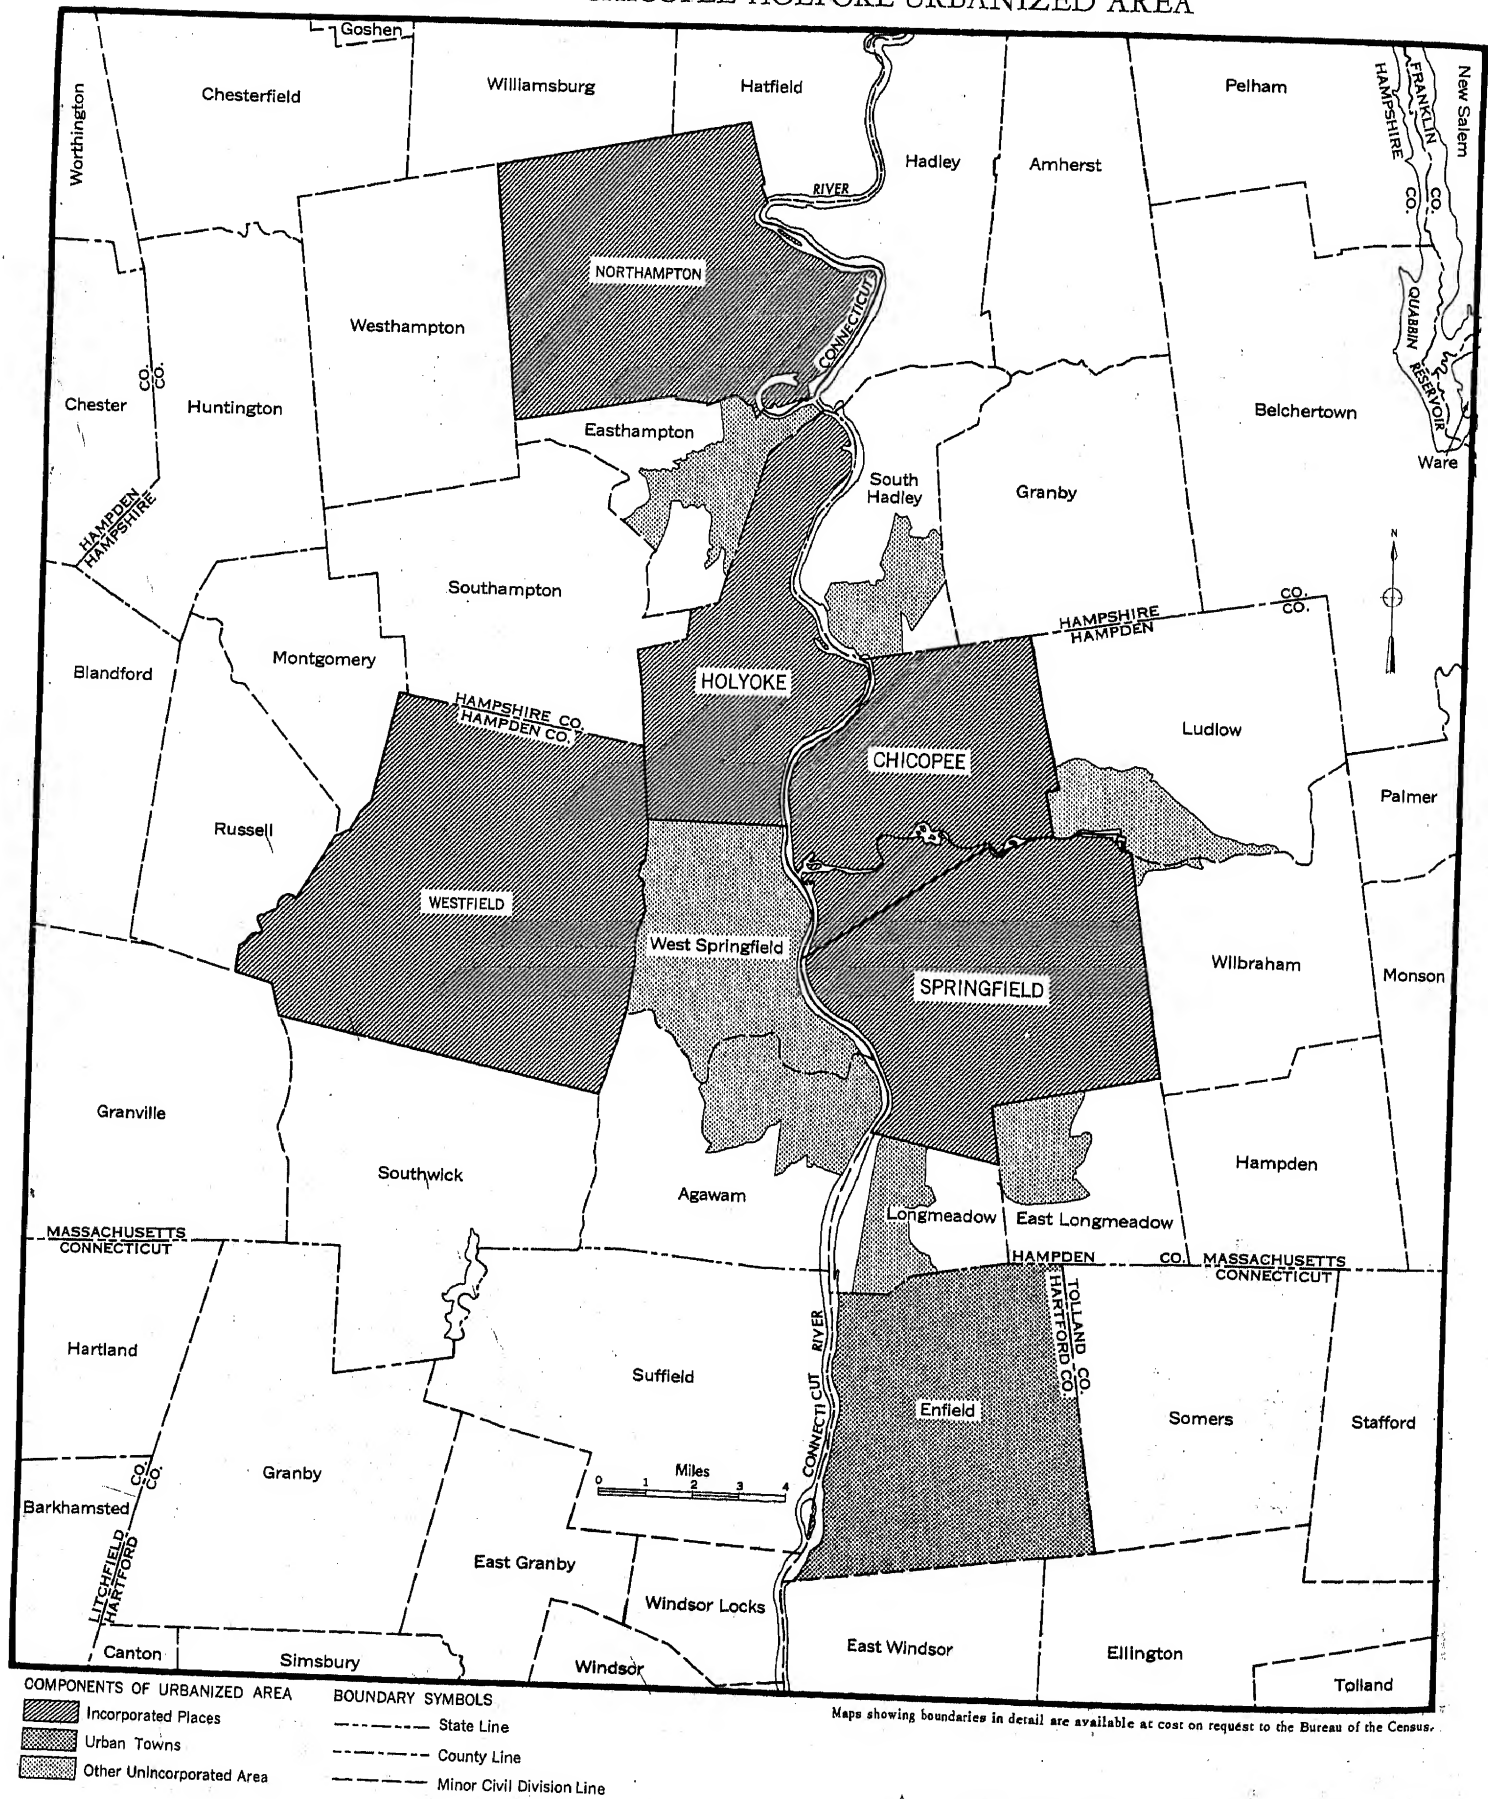 HOLYOKE URBANIZED AREA
Goshen
Worthington
Chesterfield
Williamsburg
Hatfield
Hadley
Amherst
Pelham
HAMPSHIRE CO.
FRANKLIN CO.
New Salem
RIVER
NORTHAMPTON
CONNECTICUT
Westhampton
QUABBIN RESERVOIR
CO.
CO.
Chester
Huntington
Easthampton
Belchertown
Ware
South
Hadley
Granby
N
HAMPDEN
HAMPSHIRE
Southampton
CO.
CO.
HAMPSHIRE
HAMPDEN
Montgomery
Blandford
HOLYOKE
HAMPSHIRE CO.
HAMPDEN CO.
Ludlow
CHICOPEE
Palmer
Russell
WESTFIELD
West Springfield
SPRINGFIELD
Wilbraham
Monson
Granville
Southwick
Agawam
Longmeadow
East Longmeadow
Hampden
MASSACHUSETTS
CONNECTICUT
HAMPDEN CO.
MASSACHUSETTS
CONNECTICUT
TOLLAND CO.
HARTFORD CO.
Hartland
Suffield
CONNECTICUT RIVER
Enfield
Somers
Stafford
CO.
CO.
Granby
Miles
0 1 2 3 4
Barkhamsted
LITCHFIELD
HARTFORD
East Granby
Windsor Locks
Canton
Simsbury
Windsor
East Windsor
Ellington
Tolland
COMPONENTS OF URBANIZED AREA
Incorporated Places
Urban Towns
Other Unincorporated Area
BOUNDARY SYMBOLS
State Line
County Line
Minor Civil Division Line
Maps showing boundaries in detail are available at cost on request to the Bureau of the Census.